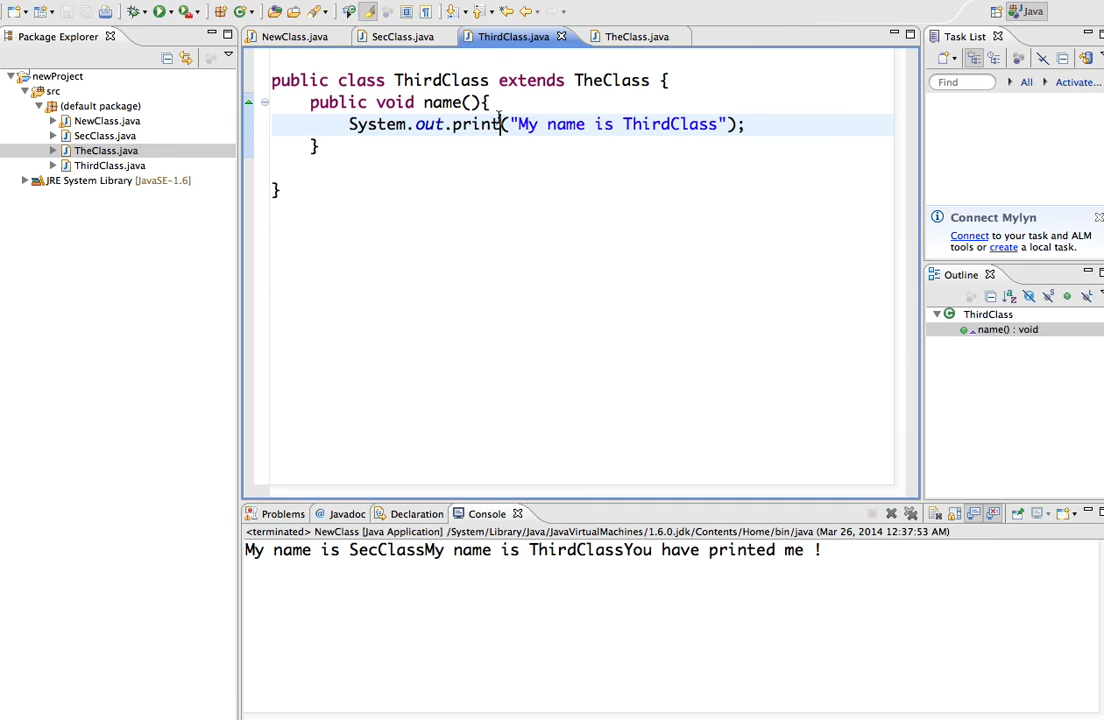 Java
Package Explorer
NewClass.java
SecClass.java
ThirdClass.java
TheClass.java
Task List
newProject
src
(default package)
NewClass.java
SecClass.java
TheClass.java
ThirdClass.java
JRE System Library [JavaSE-1.6]
public class ThirdClass extends TheClass {
public void name(){
System.out.print("My name is ThirdClass");
}
}
Find
All
Activate...
Connect Mylyn
Connect to your task and ALM
tools or create a local task.
Outline
ThirdClass
name() : void
Problems
@ Javadoc
Declaration
Console
<terminated> NewClass [Java Application] /System/Library/Java/JavaVirtualMachines/1.6.0.jdk/Contents/Home/bin/java (Mar 26, 2014 12:37:53 AM)
My name is SecClassMy name is ThirdClassYou have printed me !